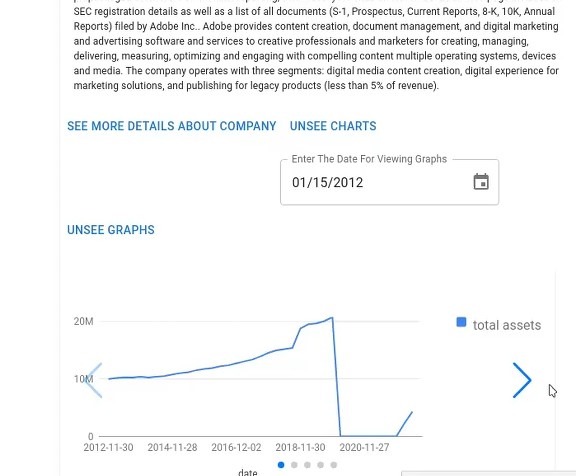 SEC registration details as well as a list of all documents (S-1, Prospectus, Current Reports, 8-K, 10K, Annual
Reports) filed by Adobe Inc.. Adobe provides content creation, document management, and digital marketing
and advertising software and services to creative professionals and marketers for creating, managing,
delivering, measuring, optimizing and engaging with compelling content multiple operating systems, devices
and media. The company operates with three segments: digital media content creation, digital experience for
marketing solutions, and publishing for legacy products (less than 5% of revenue).
SEE MORE DETAILS ABOUT COMPANY UNSEE CHARTS
Enter The Date For Viewing Graphs
01/15/2012
UNSEE GRAPHS
20M
total assets
10M
0
2012-11-30 2014-11-28 2016-12-02 2018-11-30 2020-11-27
date